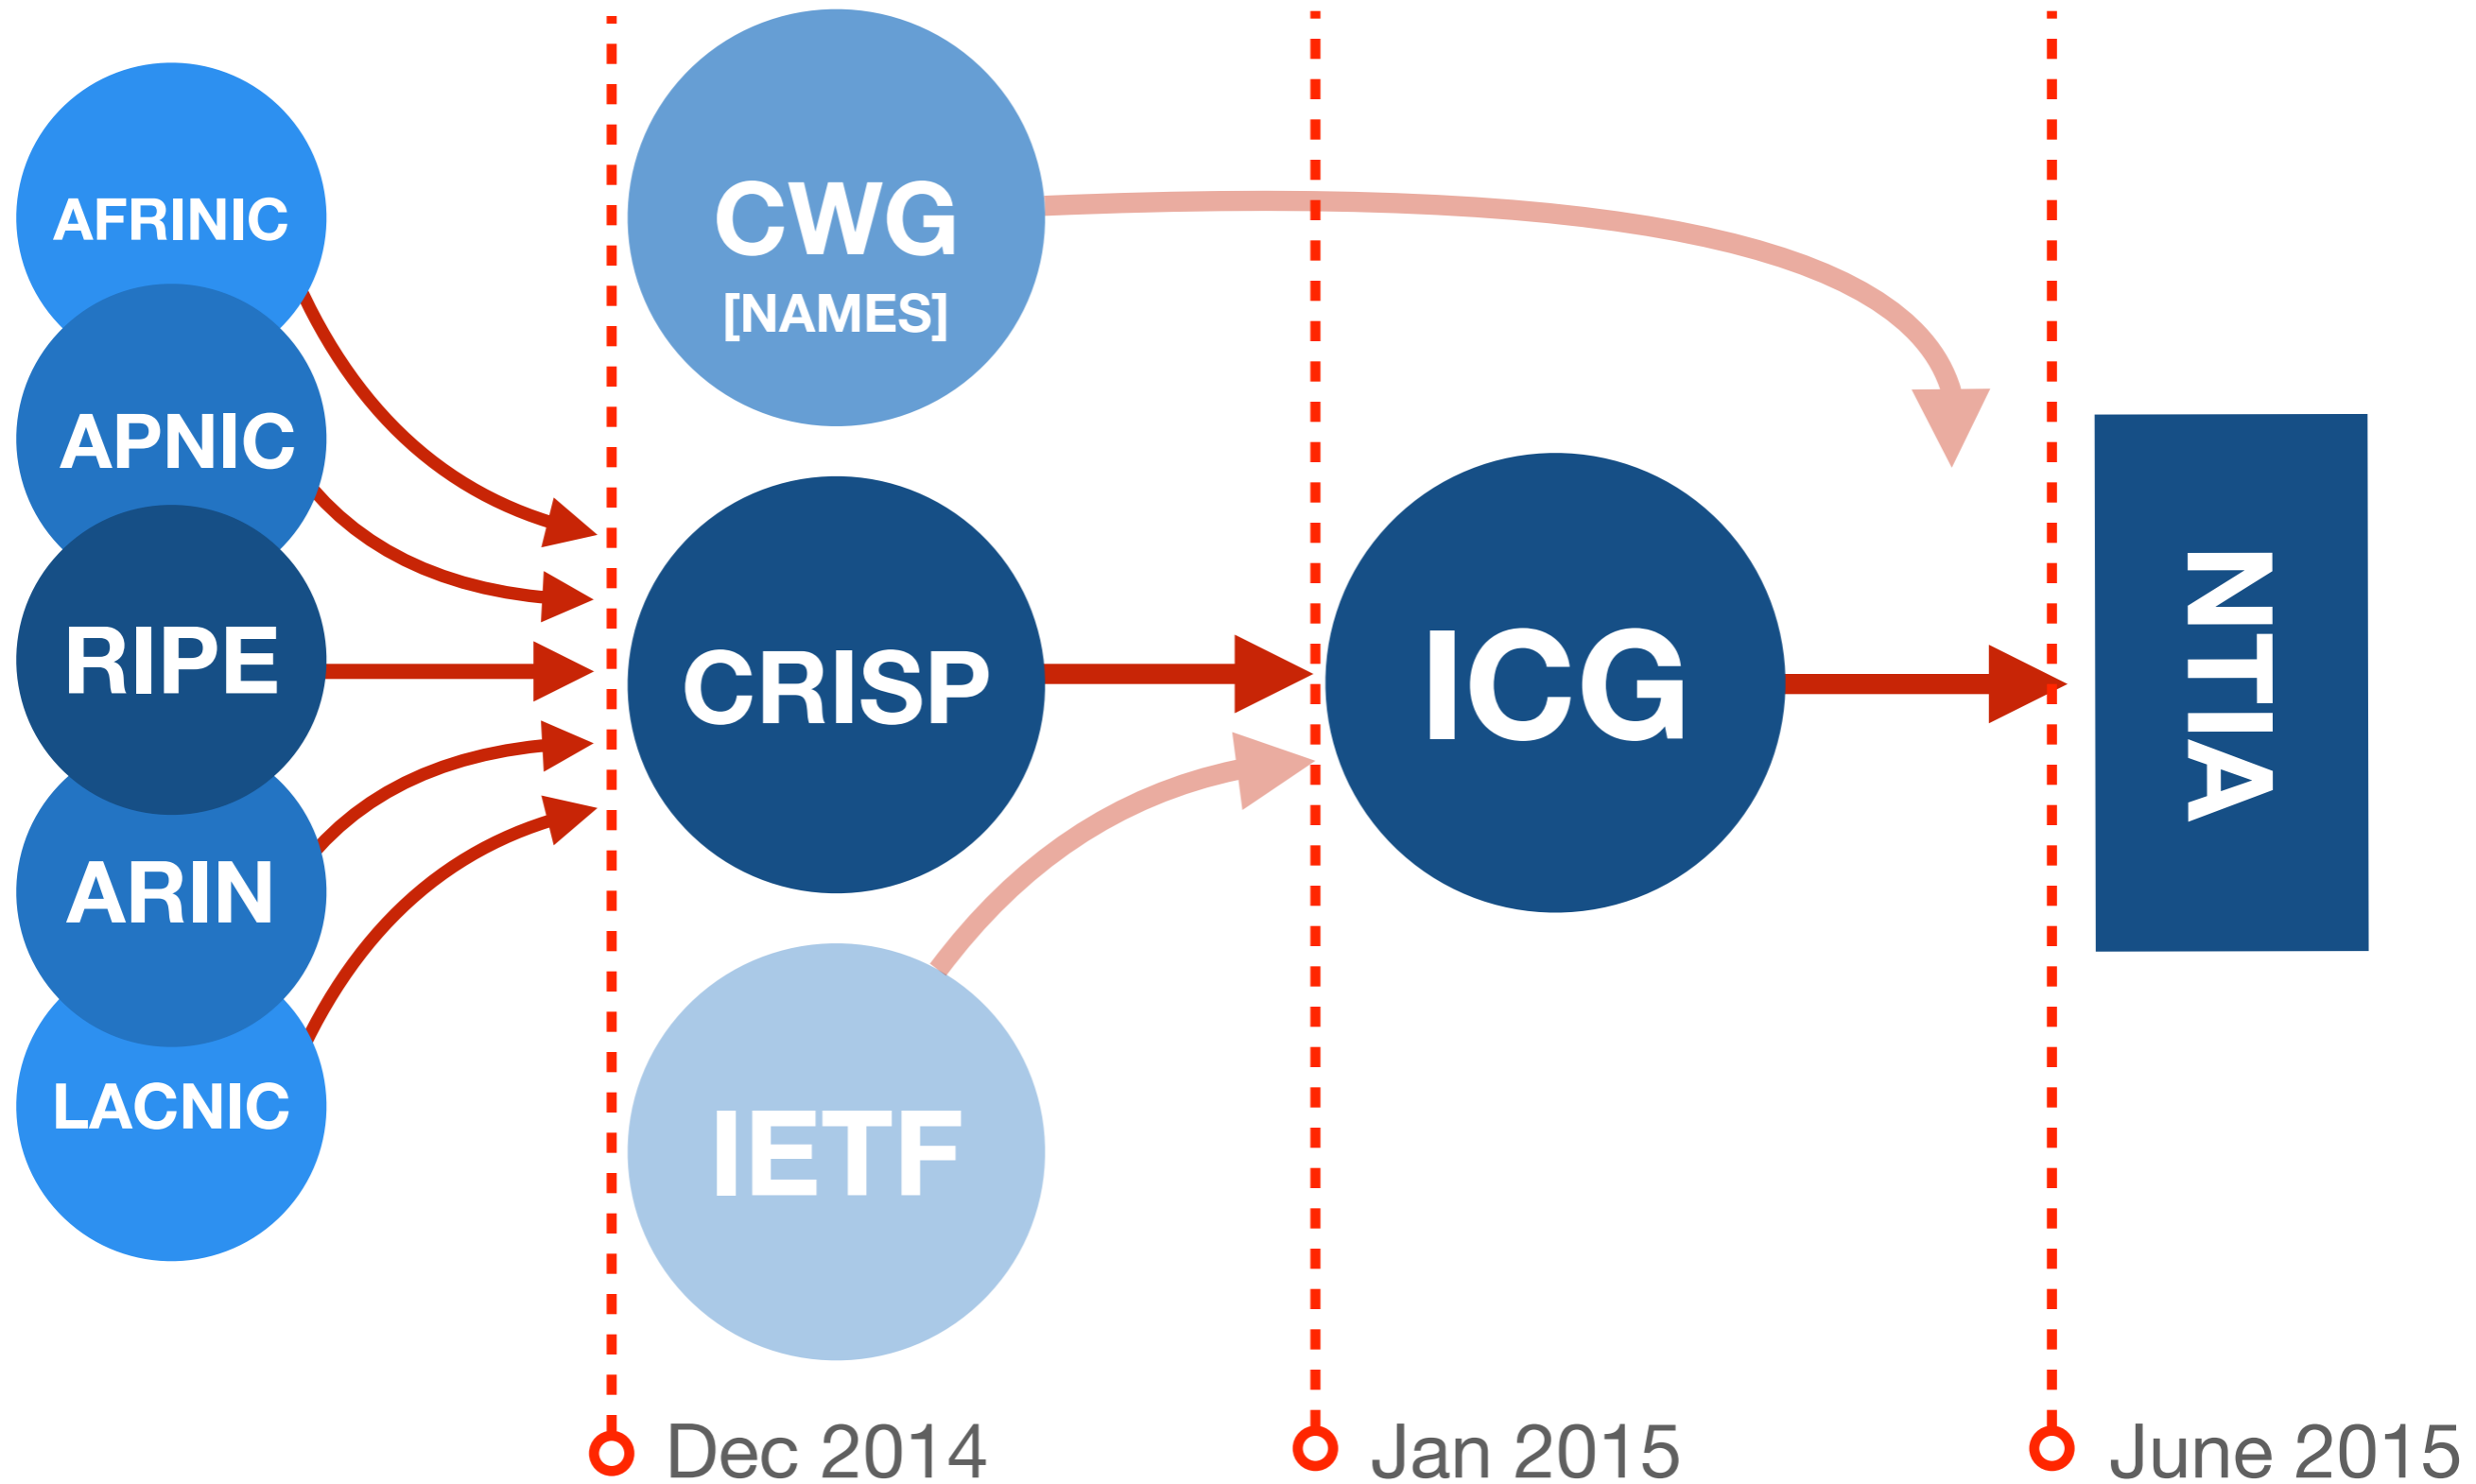 AFRINIC
APNIC
RIPE
ARIN
LACNIC
CWG
[NAMES]
CRISP
IETF
ICG
NTIA
Dec 2014
Jan 2015
June 2015